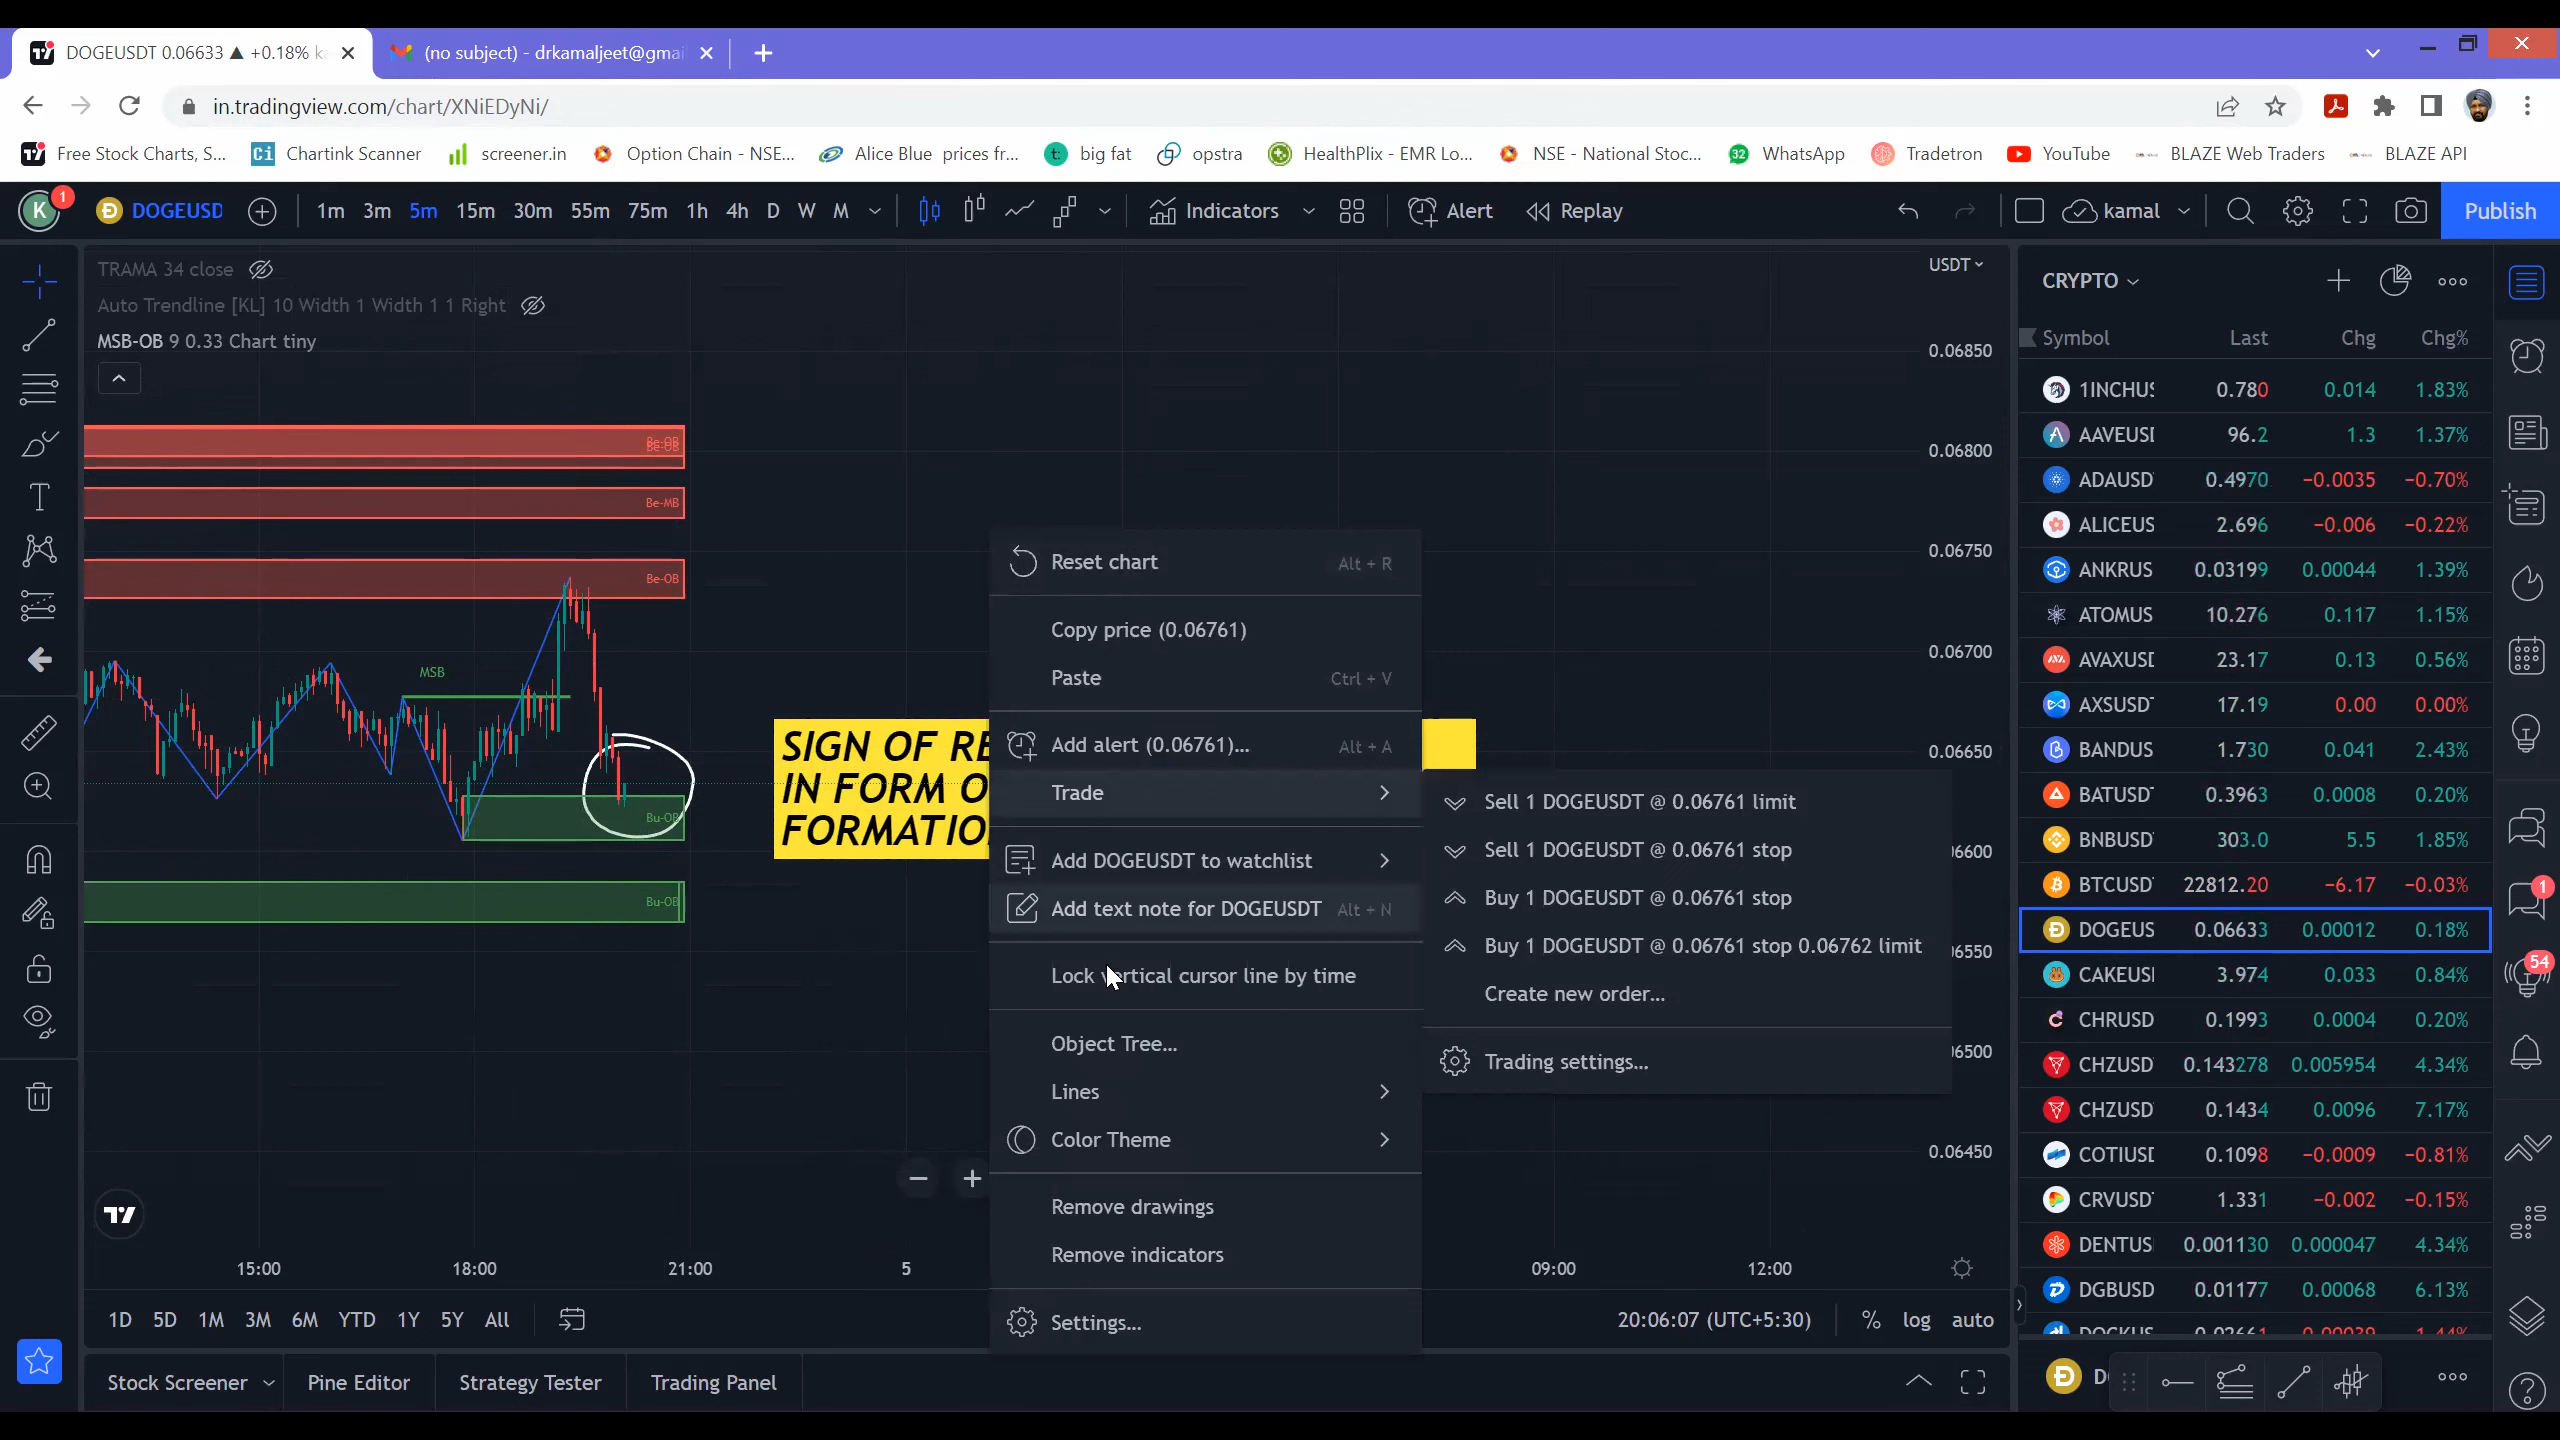 DOGEUSDT 0.06633 ▲ +0.18%
(no subject) - drkamaljeet@gmai
in.tradingview.com/chart/XNiEDyNi/
Free Stock Charts, S... Chartink Scanner screener.in Option Chain - NSE... Alice Blue prices fr... big fat opstra HealthPlix - EMR Lo... NSE - National Stoc... 32 WhatsApp Tradetron YouTube BLAZE Web Traders BLAZE API
K 1 DOGEUSD 1m 3m 5m 15m 30m 55m 75m 1h 4h D W M Indicators Alert Replay kamal Publish
TRAMA 34 close
Auto Trendline [KL] 10 Width 1 Width 1 1 Right
MSB-OB 9 0.33 Chart tiny
Be-OB
Be-OB
Be-MB
Be-OB
MSB
Bu-OB
Bu-OB
SIGN OF RE
IN FORM O
FORMATIO
Reset chart Alt + R
Copy price (0.06761)
Paste Ctrl + V
Add alert (0.06761)... Alt + A
Trade
Add DOGEUSDT to watchlist
Add text note for DOGEUSDT Alt + N
Lock vertical cursor line by time
Object Tree...
Lines
Color Theme
Remove drawings
Remove indicators
Settings...
Sell 1 DOGEUSDT @ 0.06761 limit
Sell 1 DOGEUSDT @ 0.06761 stop
Buy 1 DOGEUSDT @ 0.06761 stop
Buy 1 DOGEUSDT @ 0.06761 stop 0.06762 limit
Create new order...
Trading settings...
USDT
0.06850
0.06800
0.06750
0.06700
0.06650
6600
6550
6500
0.06450
15:00 18:00 21:00 5 09:00 12:00
1D 5D 1M 3M 6M YTD 1Y 5Y All 20:06:07 (UTC+5:30) % log auto
Stock Screener Pine Editor Strategy Tester Trading Panel
CRYPTO
Symbol Last Chg Chg%
1INCHUS 0.780 0.014 1.83%
AAVEUSI 96.2 1.3 1.37%
ADAUSD 0.4970 −0.0035 −0.70%
ALICEUS 2.696 −0.006 −0.22%
ANKRUS 0.03199 0.00044 1.39%
ATOMUS 10.276 0.117 1.15%
AVAXUSI 23.17 0.13 0.56%
AXSUSD 17.19 0.00 0.00%
BANDUS 1.730 0.041 2.43%
BATUSD 0.3963 0.0008 0.20%
BNBUSD 303.0 5.5 1.85%
BTCUSD 22812.20 −6.17 −0.03%
DOGEUS 0.06633 0.00012 0.18%
CAKEUSI 3.974 0.033 0.84%
CHRUSD 0.1993 0.0004 0.20%
CHZUSD 0.143278 0.005954 4.34%
CHZUSD 0.1434 0.0096 7.17%
COTIUSI 0.1098 −0.0009 −0.81%
CRVUSD 1.331 −0.002 −0.15%
DENTUS 0.001130 0.000047 4.34%
DGBUSD 0.01177 0.00068 6.13%
1
54